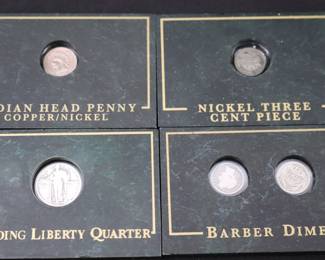 DIAN HEAD PENNY
COPPER/NICKEL
NICKEL THREE
CENT PIECE
DING LIBERTY QUARTER
BARBER DIME